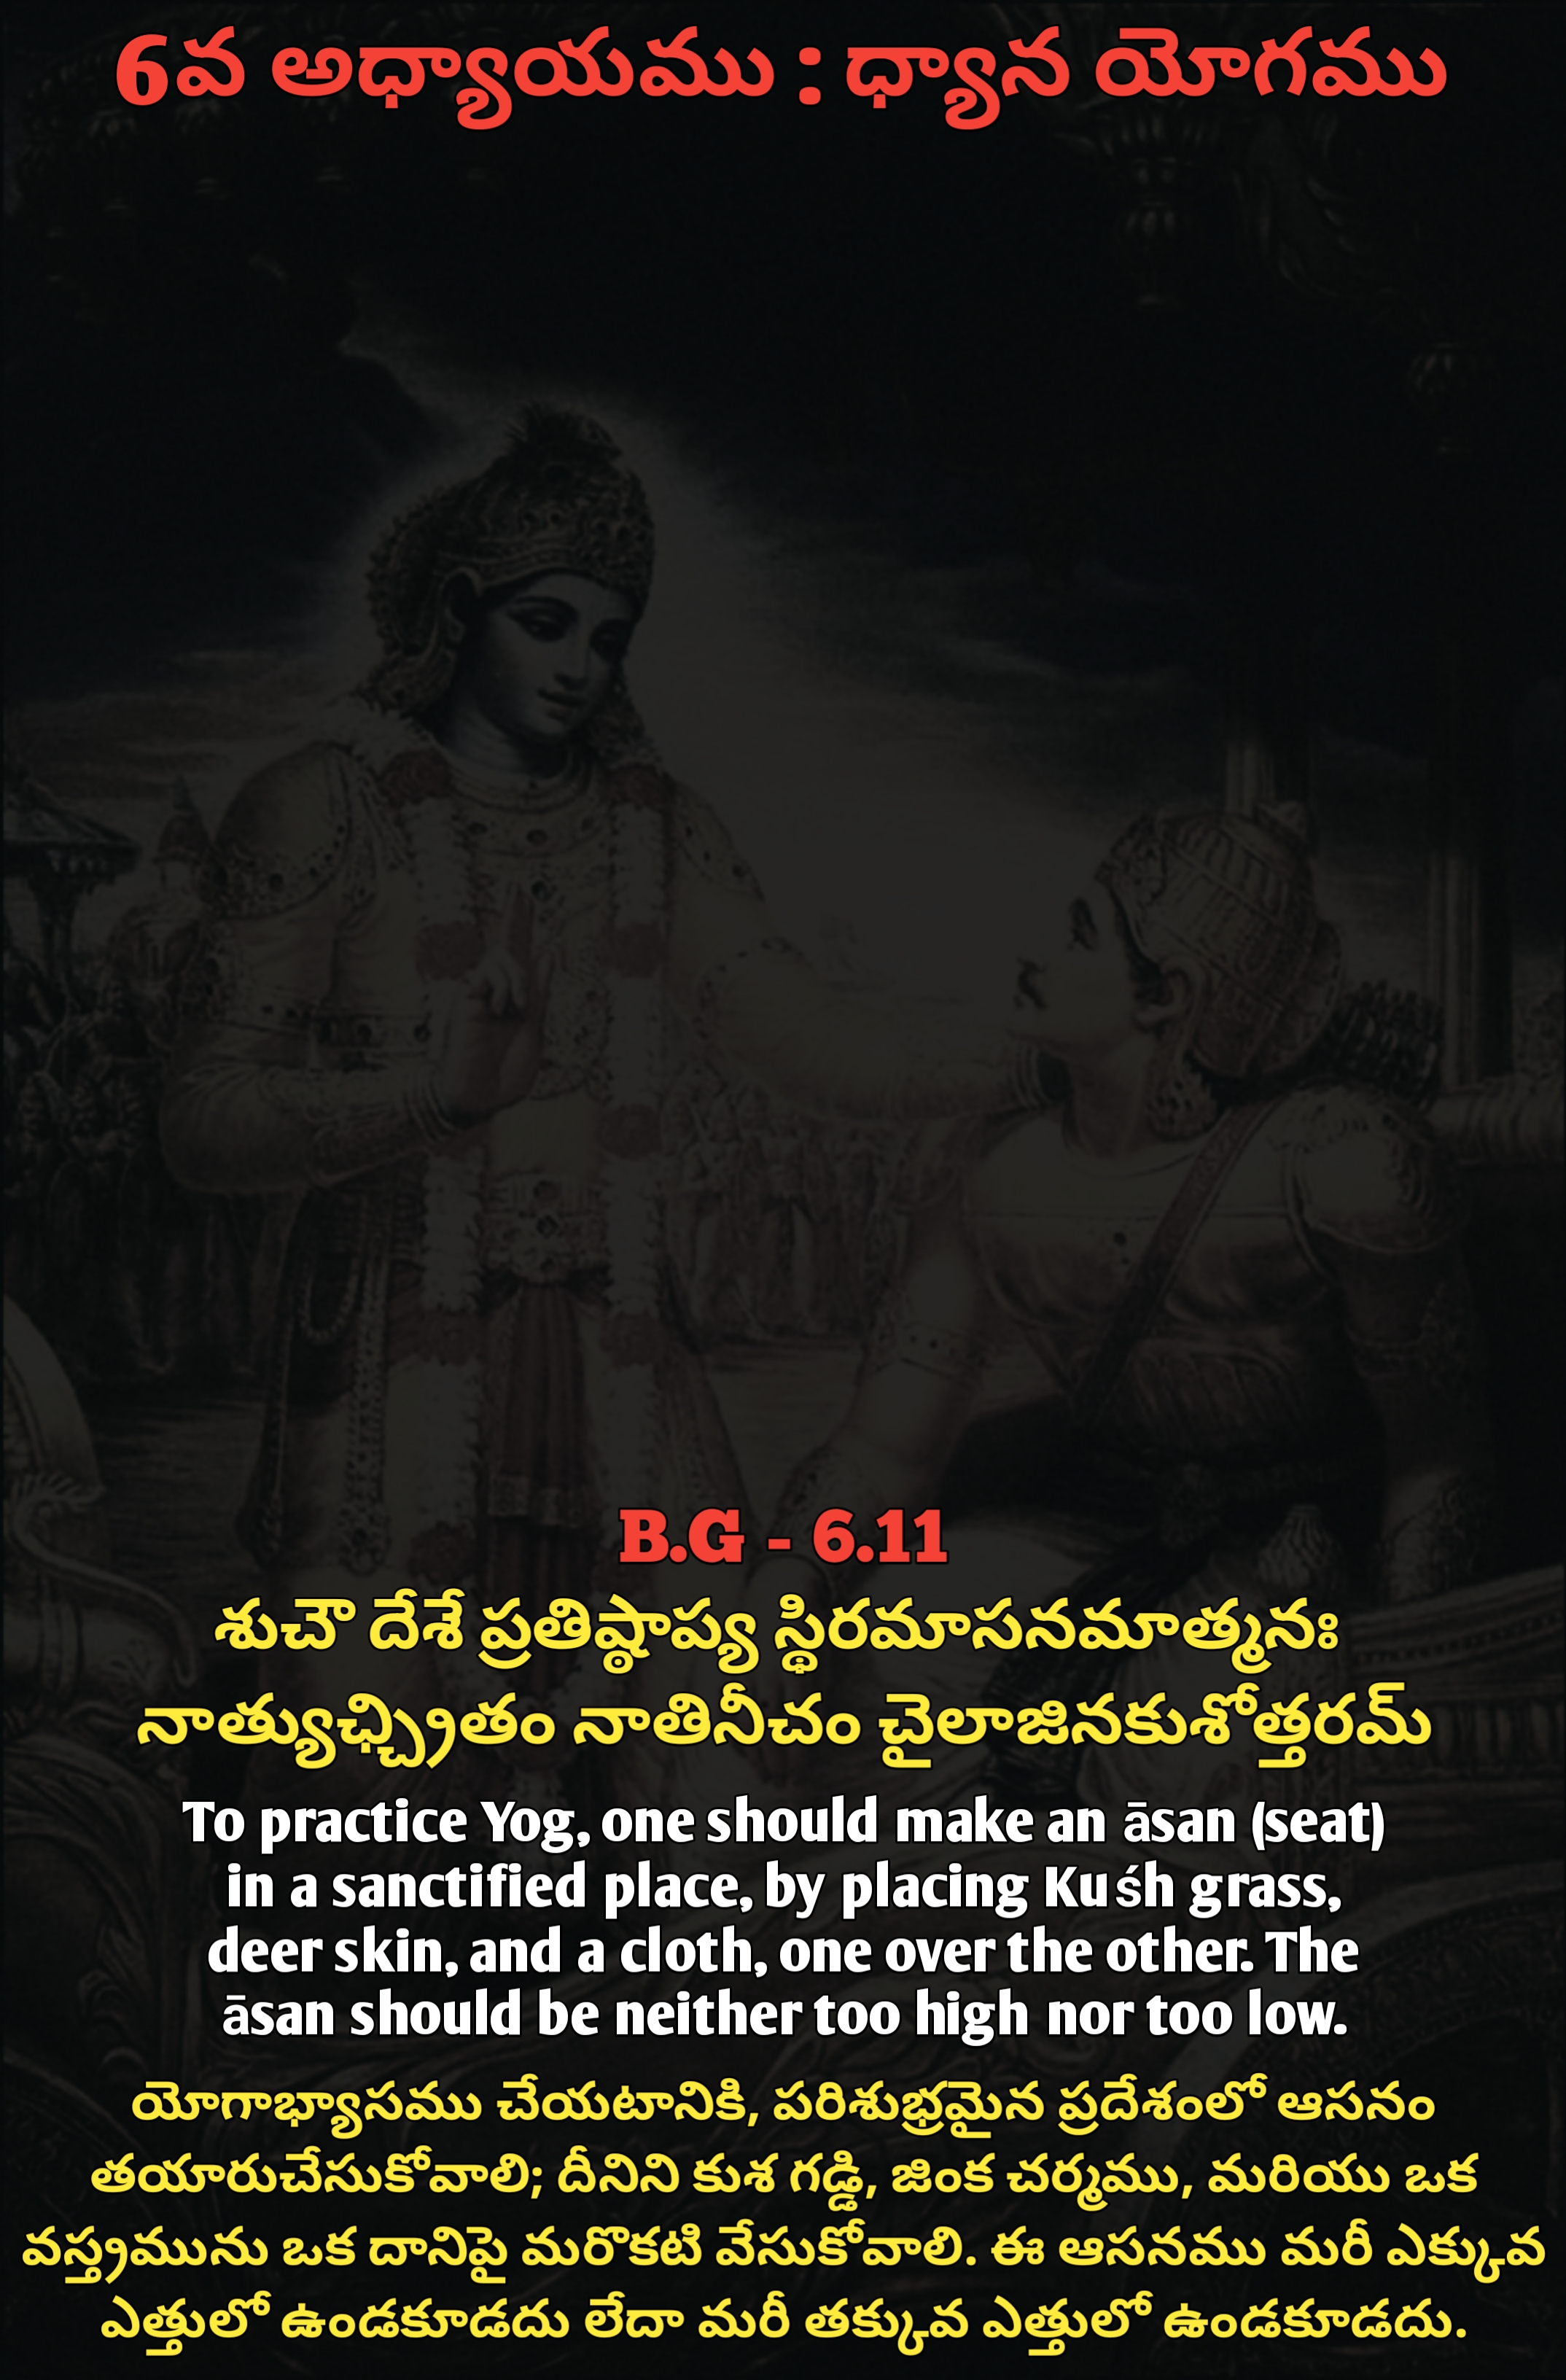 6వ అధ్యాయము : ధ్యాన యోగము
B.G - 6.11
శుచౌ దేశే ప్రతిష్ఠాప్య స్థిరమాసనమాత్మనః
నాత్యుఛ్చ్రితం నాతినీచం చైలాజినకుశోత్తరమ్
To practice Yog, one should make an āsan (seat)
in a sanctified place, by placing Kuśh grass,
deer skin, and a cloth, one over the other. The
āsan should be neither too high nor too low.
యోగాభ్యాసము చేయటానికి, పరిశుభ్రమైన ప్రదేశంలో ఆసనం
తయారుచేసుకోవాలి; దీనిని కుశ గడ్డి, జింక చర్మము, మరియు ఒక
వస్త్రమును ఒక దానిపై మరొకటి వేసుకోవాలి. ఈ ఆసనము మరీ ఎక్కువ
ఎత్తులో ఉండకూడదు లేదా మరీ తక్కువ ఎత్తులో ఉండకూడదు.